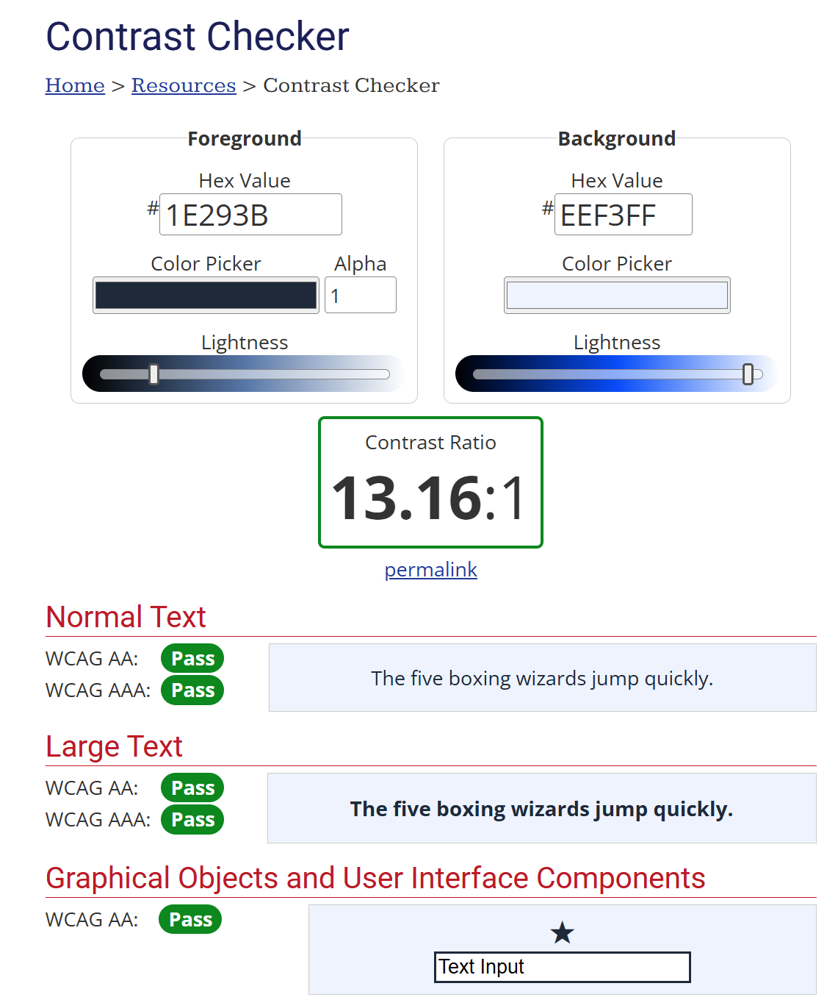 Contrast Checker
Home > Resources > Contrast Checker
Foreground
Hex Value
#1E293B
Color Picker Alpha
1
Lightness
Background
Hex Value
#EEF3FF
Color Picker
Lightness
Contrast Ratio
13.16:1
permalink
Normal Text
WCAG AA: Pass
WCAG AAA: Pass
The five boxing wizards jump quickly.
Large Text
WCAG AA: Pass
WCAG AAA: Pass
The five boxing wizards jump quickly.
Graphical Objects and User Interface Components
WCAG AA: Pass
Text Input